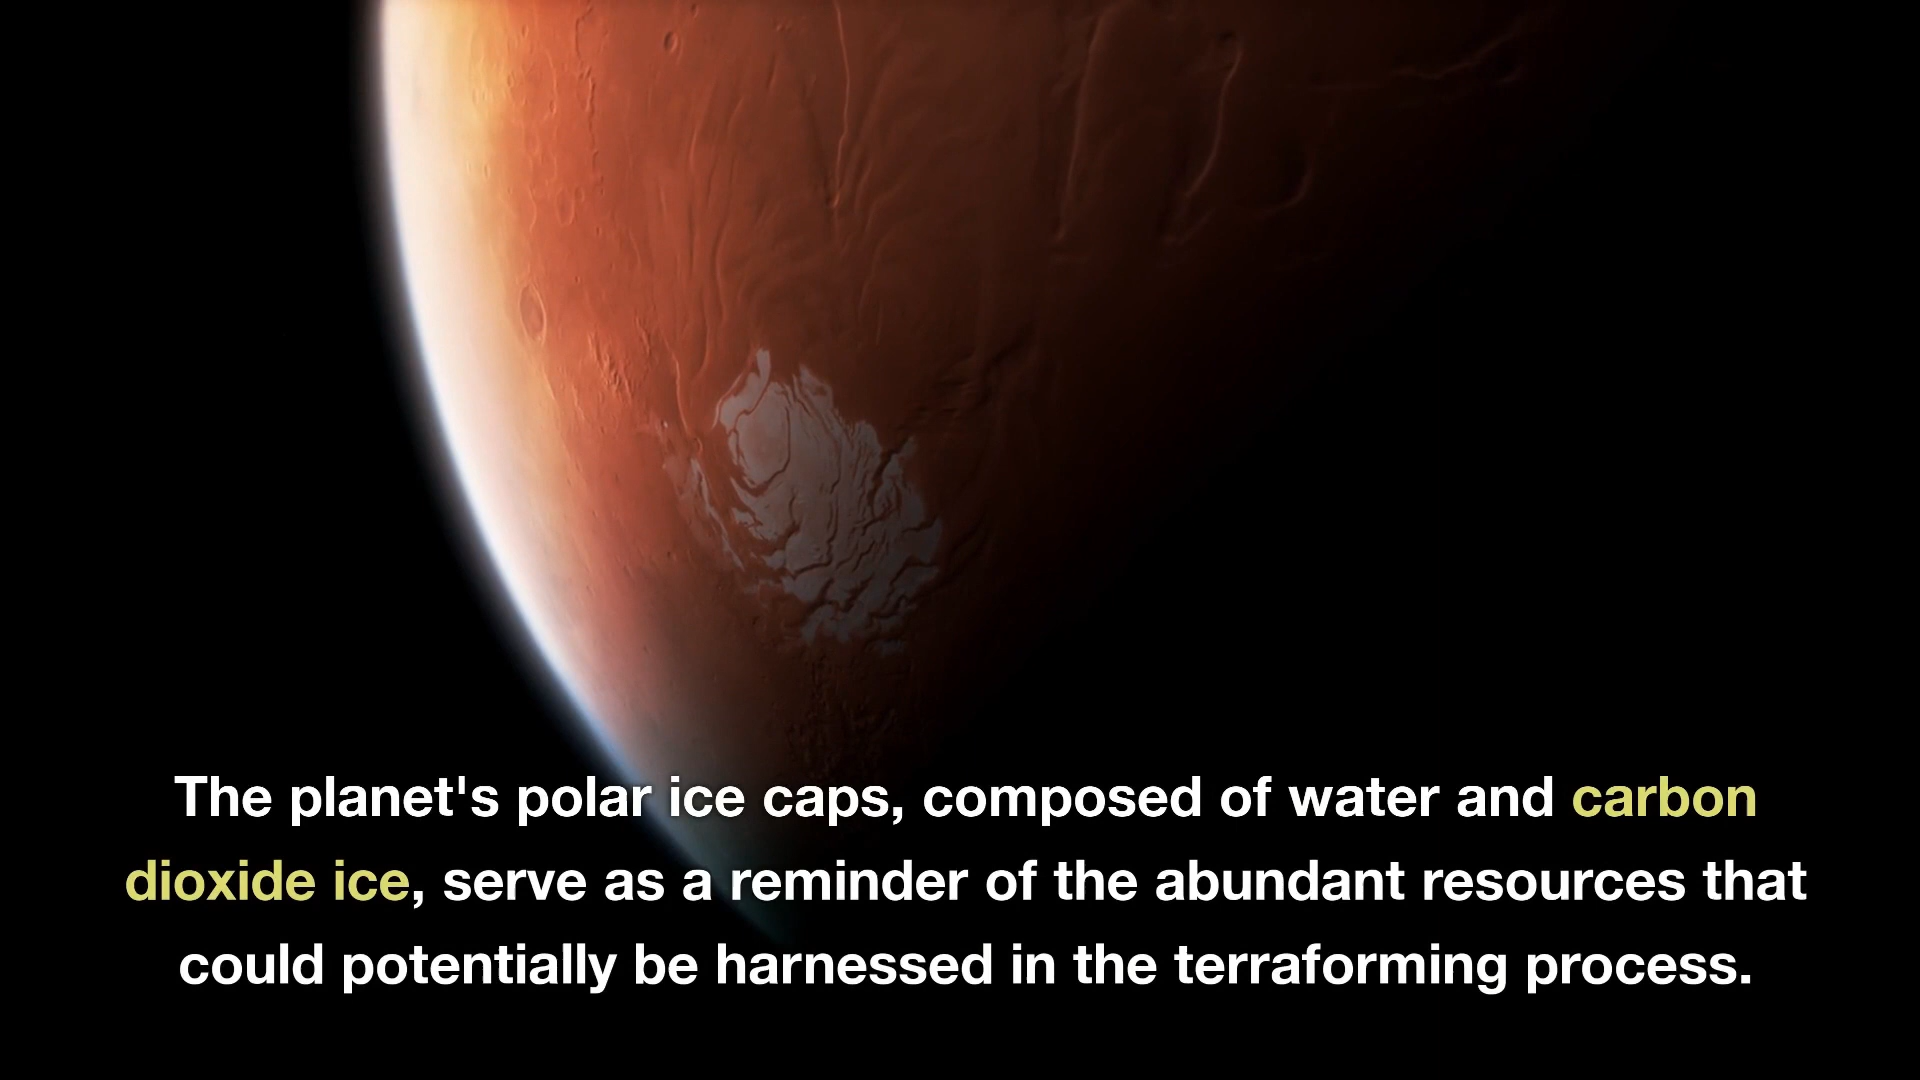 The planet's polar ice caps, composed of water and carbon
dioxide ice, serve as a reminder of the abundant resources that
could potentially be harnessed in the terraforming process.